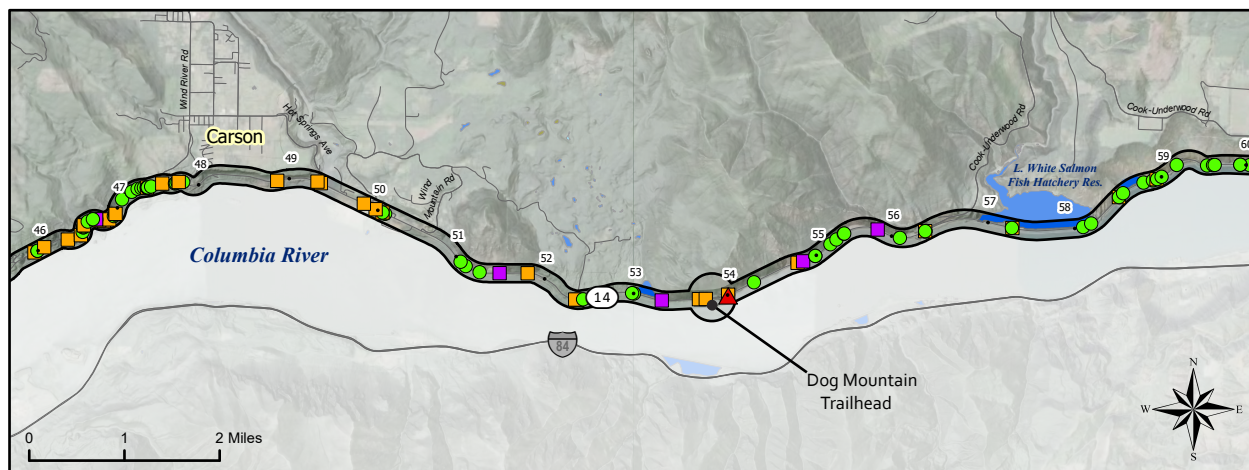 Wind River Rd
Carson
Hot Springs Ave
Wind
Mountain Rd
Cook-Underwood Rd
Cook-Underwood Rd
L. White Salmon
Fish Hatchery Res.
46
47
48
49
50
51
52
53
54
55
56
57
58
59
60
Columbia River
14
84
Dog Mountain
Trailhead
N
W
E
S
0
1
2 Miles